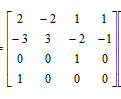 = [ 2 -2 1 1
-3 3 -2 -1
0 0 1 0
1 0 0 0 ] [